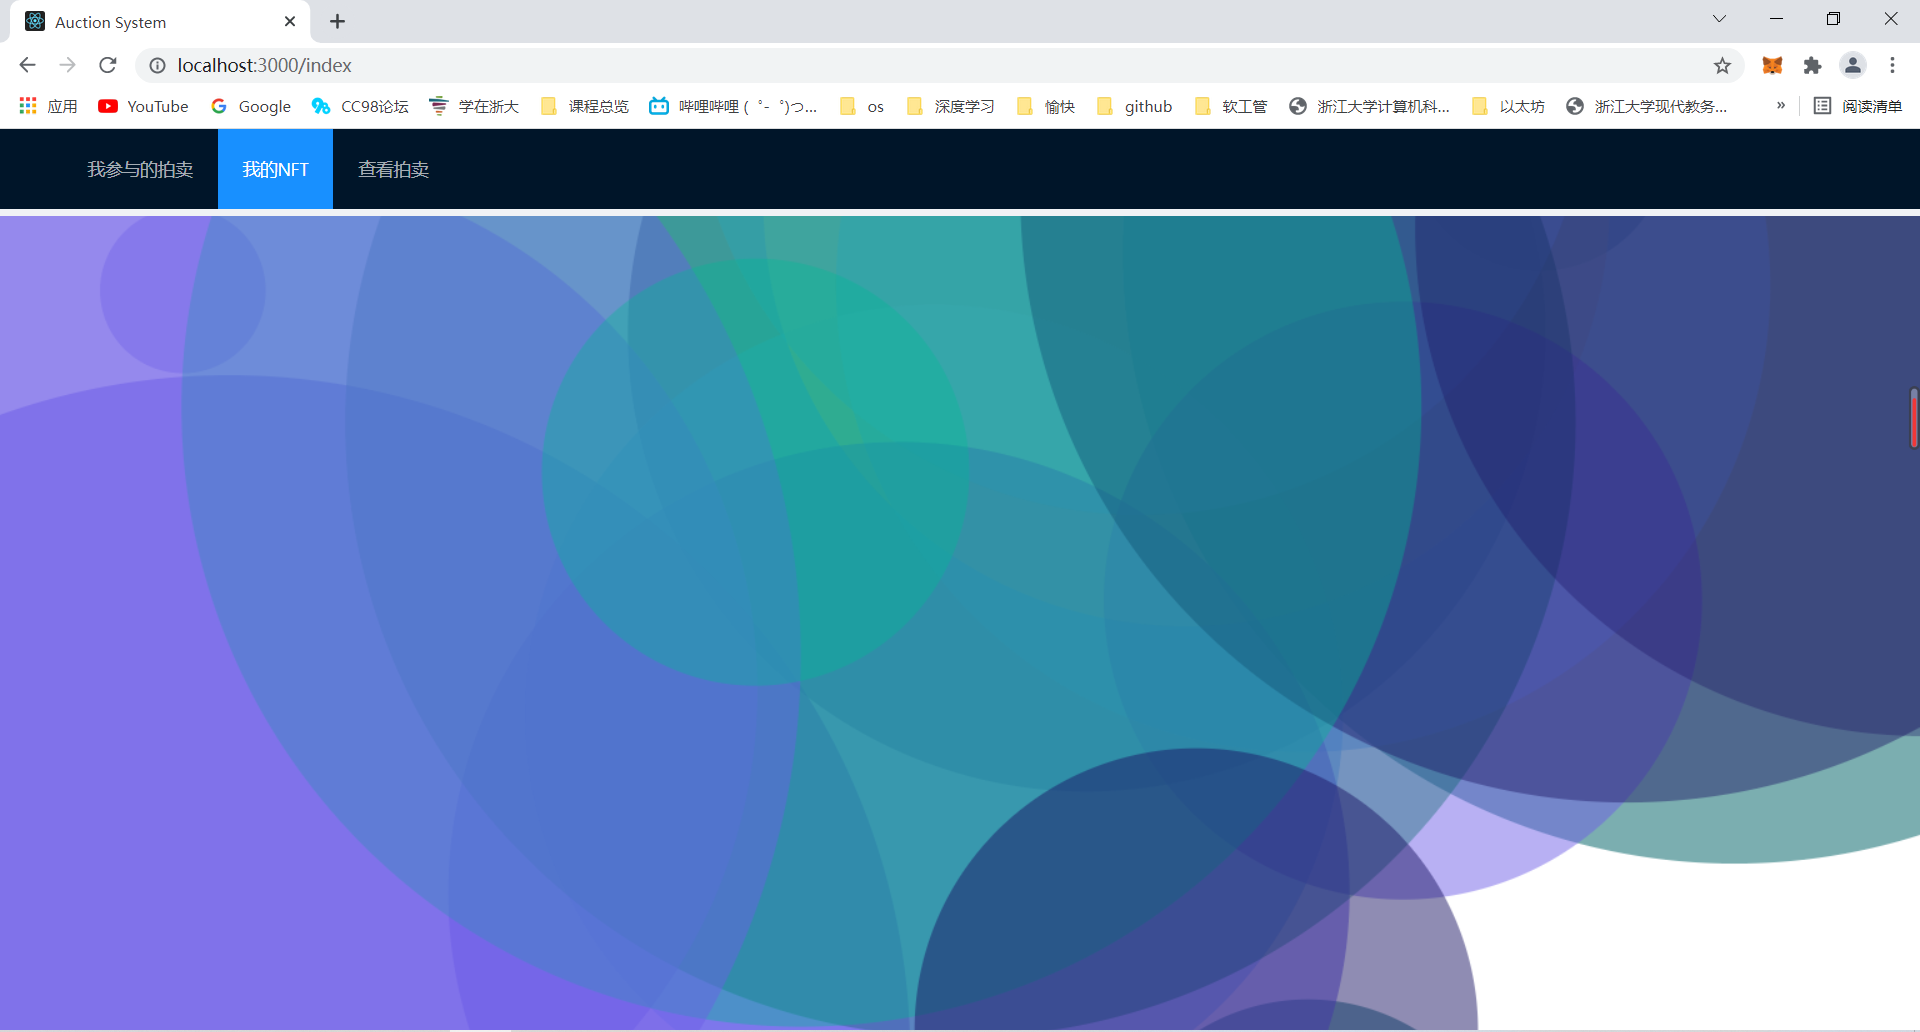 Auction System
localhost:3000/index
应用 YouTube Google CC98论坛 学在浙大 课程总览 哔哩哔哩 (゜-゜)つ... os 深度学习 愉快 github 软工管 浙江大学计算机科... 以太坊 浙江大学现代教务... » 阅读清单
我参与的拍卖 我的NFT 查看拍卖